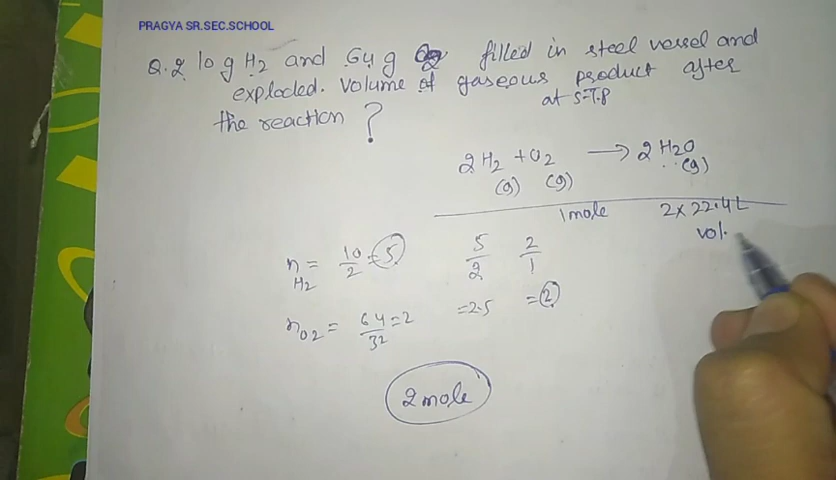 PRAGYA SR.SEC.SCHOOL
Q.2 10 g H2 and 64 g O2 filled in steel vessel and
exploded. Volume of gaseous product after
at S.T.P
the reaction ?
2H2 + O2 → 2H2O
(g) (g) (g)
1 mole 2 x 22.4L
vol.
nH2 = 10/2 = 5 5/2 2/1
nO2 = 64/32 = 2 =2.5 =2
2 mole